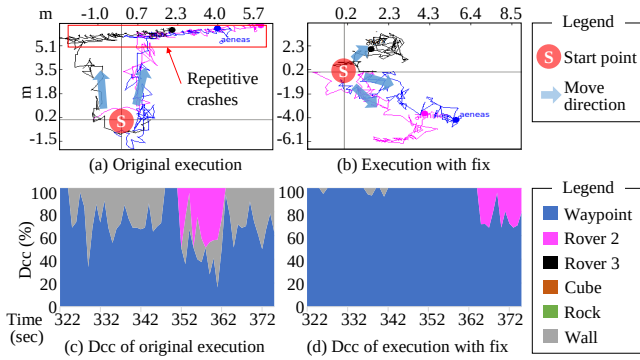 m
-1.0 0.7 2.3 4.0 5.7
5.1
3.5
1.8
0.2
-1.5
m
aeneas
Repetitive
crashes
S
(a) Original execution
0.2 2.3 4.3 6.4 8.5
2.3
0.2
-1.9
-4.0
-6.1
S
aeneas
(b) Execution with fix
Legend
S Start point
Move
direction
Dcc (%)
100
80
60
40
20
0
Time
(sec)
322 332 342 352 362 372
(c) Dcc of original execution
100
80
60
40
20
0
322 332 342 352 362 372
(d) Dcc of execution with fix
Legend
Waypoint
Rover 2
Rover 3
Cube
Rock
Wall